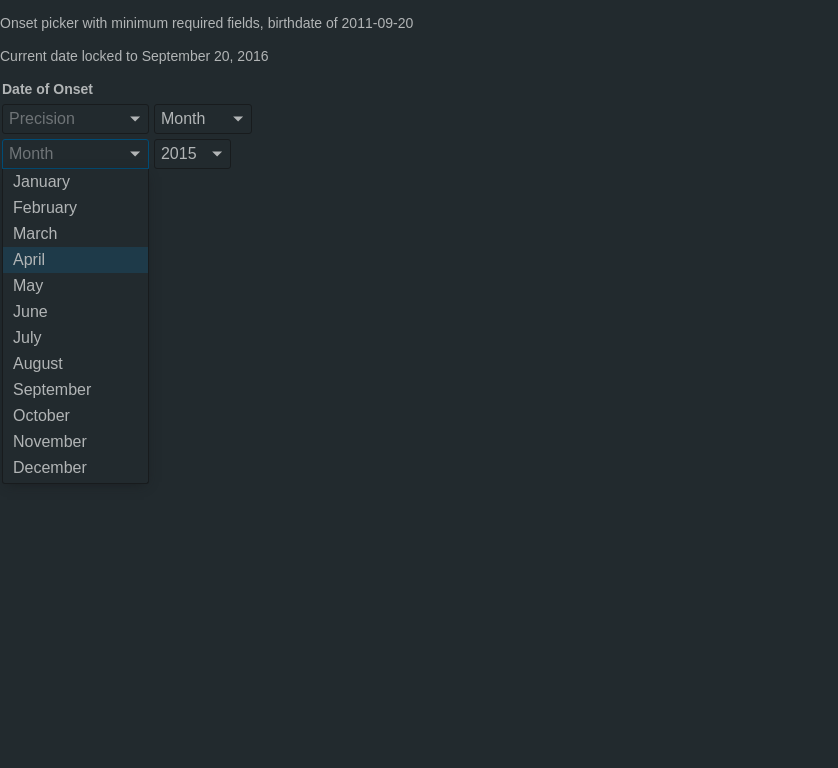 Onset picker with minimum required fields, birthdate of 2011-09-20
Current date locked to September 20, 2016
Date of Onset
Precision Month
Month 2015
January
February
March
April
May
June
July
August
September
October
November
December